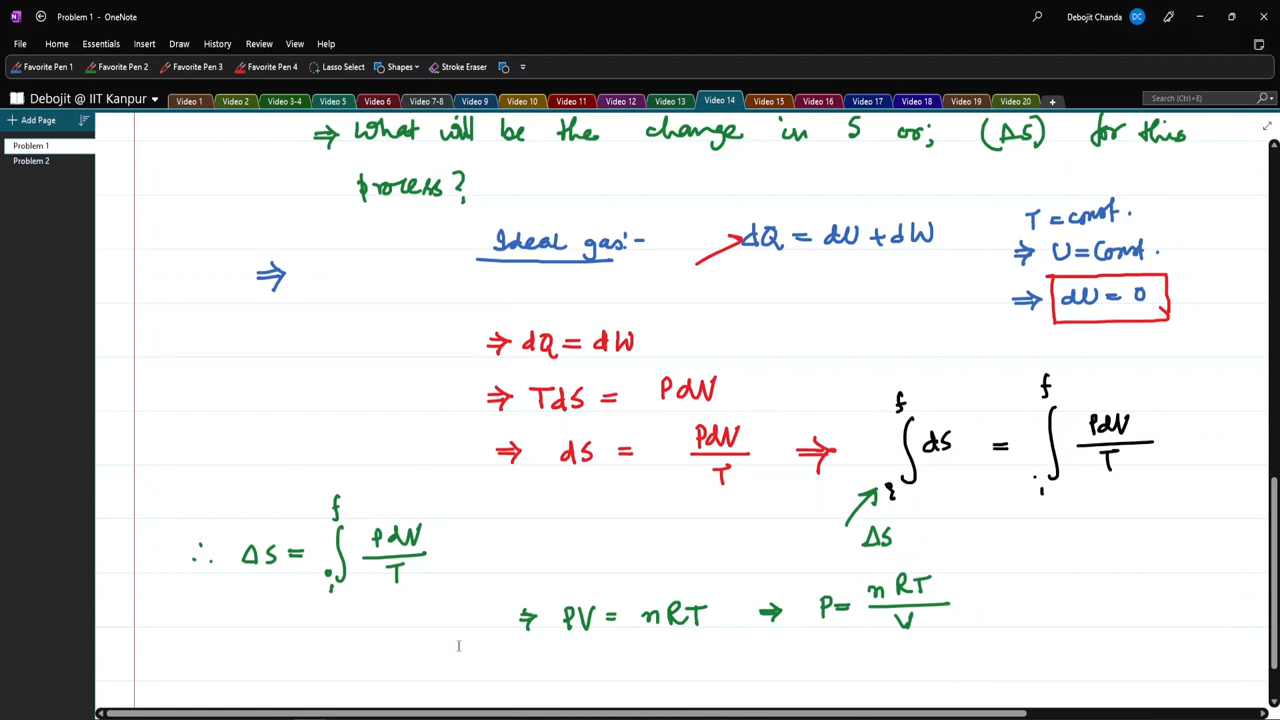 Problem 1 - OneNote
Debojit Chanda DC
File Home Essentials Insert Draw History Review View Help
Favorite Pen 1 Favorite Pen 2 Favorite Pen 3 Favorite Pen 4 Lasso Select Shapes Stroke Eraser
Debojit @ IIT Kanpur Video 1 Video 2 Video 3-4 Video 5 Video 6 Video 7-8 Video 9 Video 10 Video 11 Video 12 Video 13 Video 14 Video 15 Video 16 Video 17 Video 18 Video 19 Video 20 + Search (Ctrl + E)
+ Add Page
Problem 1
Problem 2
⇒ What will be the change in S or; (ΔS) for this
process?
Ideal gas:- dQ = dU + dW
T = const.
⇒ U = Const.
⇒ dU = 0
⇒
⇒ dQ = dW
⇒ TdS = PdV
⇒ dS = PdV / T ⇒ ∫_i^f dS = ∫_i^f PdV / T
ΔS
∴ ΔS = ∫_i^f PdV / T
⇒ PV = nRT ⇒ P = nRT / V